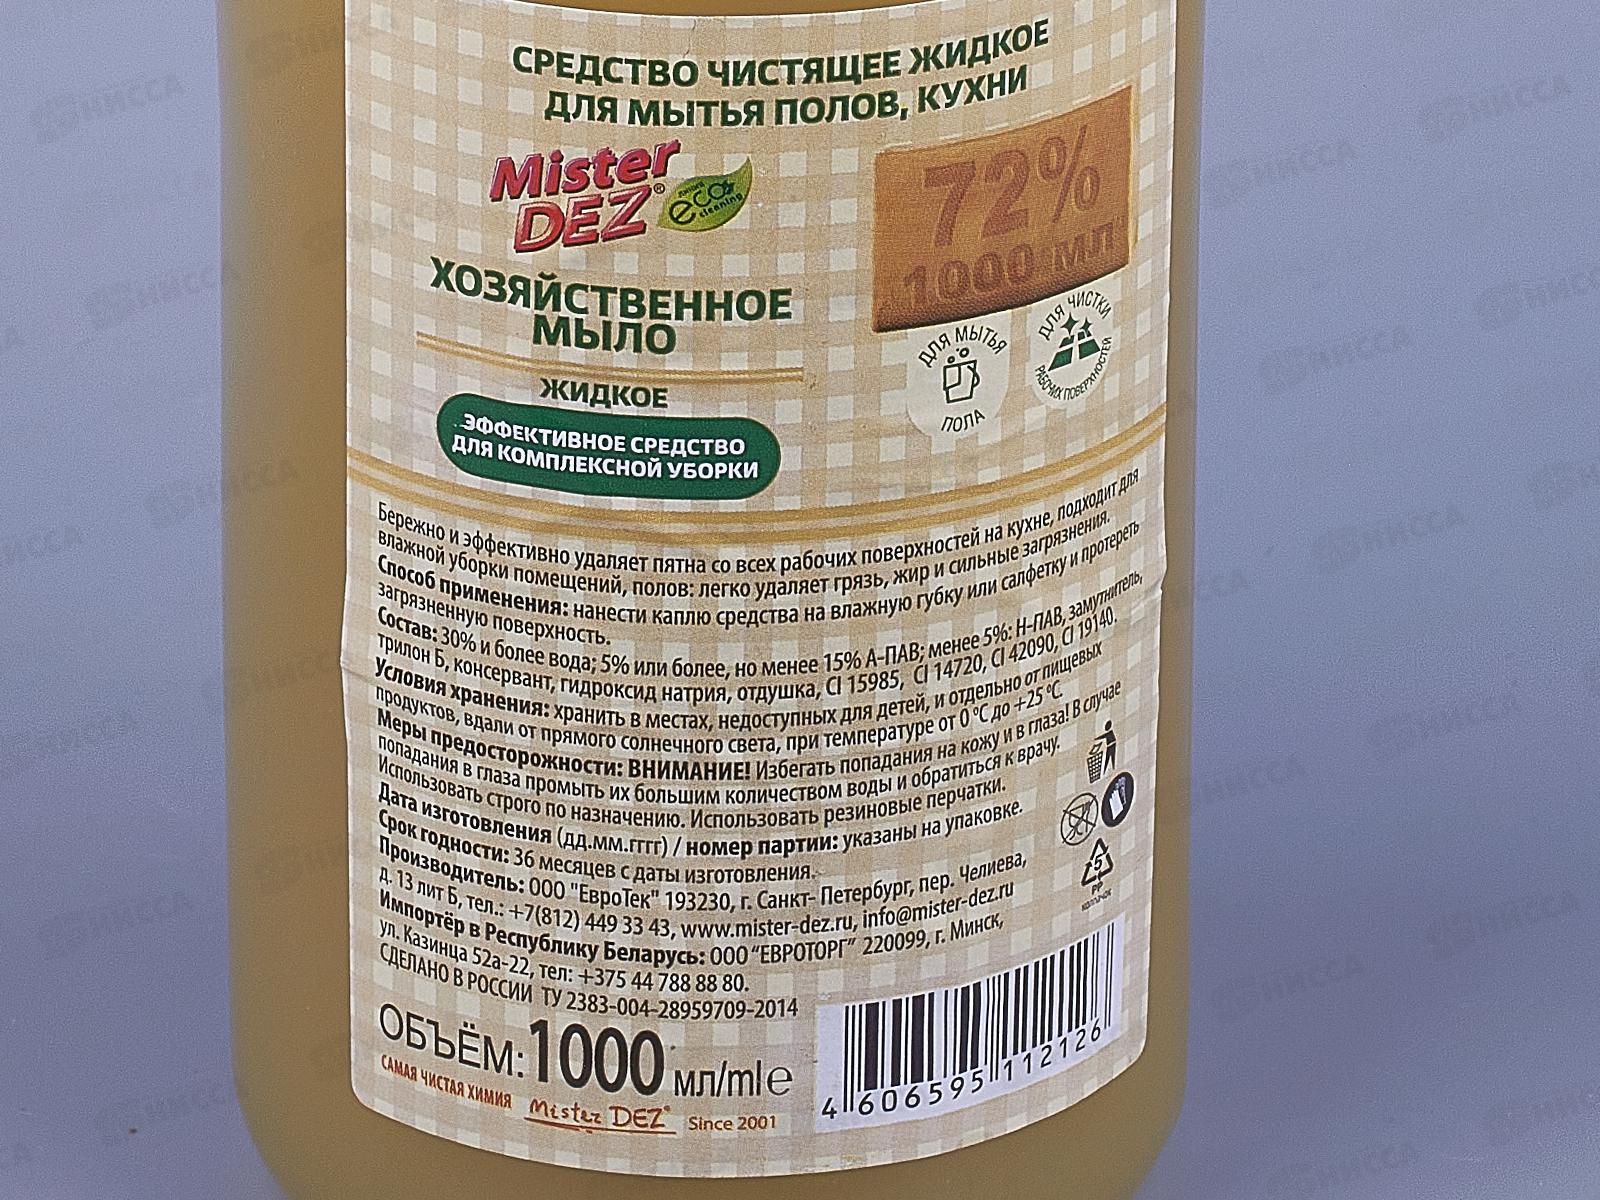 СРЕДСТВО ЧИСТЯЩЕЕ ЖИДКОЕ
ДЛЯ МЫТЬЯ ПОЛОВ, КУХНИ
Mister
DEZ®
линия
eco
cleaning
72%
1000 мл
ХОЗЯЙСТВЕННОЕ
МЫЛО
ЖИДКОЕ
ЭФФЕКТИВНОЕ СРЕДСТВО
ДЛЯ КОМПЛЕКСНОЙ УБОРКИ
ДЛЯ МЫТЬЯ
ПОЛА
ДЛЯ ЧИСТКИ
РАБОЧИХ ПОВЕРХНОСТЕЙ
Бережно и эффективно удаляет пятна со всех рабочих поверхностей на кухне, подходит для
влажной уборки помещений, полов: легко удаляет грязь, жир и сильные загрязнения.
Способ применения: нанести каплю средства на влажную губку или салфетку и протереть
загрязненную поверхность.
Состав: 30% и более вода; 5% или более, но менее 15% А-ПАВ; менее 5%: Н-ПАВ, замутнитель,
трилон Б, консервант, гидроксид натрия, отдушка, CI 15985, CI 14720, CI 42090, CI 19140.
Условия хранения: хранить в местах, недоступных для детей, и отдельно от пищевых
продуктов, вдали от прямого солнечного света, при температуре от 0 °С до +25 °С.
Меры предосторожности: ВНИМАНИЕ! Избегать попадания на кожу и в глаза! В случае
попадания в глаза промыть их большим количеством воды и обратиться к врачу.
Использовать строго по назначению. Использовать резиновые перчатки.
Дата изготовления (дд.мм.гггг) / номер партии: указаны на упаковке.
Срок годности: 36 месяцев с даты изготовления.
Производитель: ООО "ЕвроТек" 193230, г. Санкт- Петербург, пер. Челиева,
д. 13 лит Б, тел.: +7(812) 449 33 43, www.mister-dez.ru, info@mister-dez.ru
Импортёр в Республику Беларусь: ООО "ЕВРОТОРГ" 220099, г. Минск,
ул. Казинца 52а-22, тел: +375 44 788 88 80.
СДЕЛАНО В РОССИИ ТУ 2383-004-28959709-2014
5
PP
колпачок
ОБЪЁМ: 1000 мл/ml e
САМАЯ ЧИСТАЯ ХИМИЯ Mister DEZ® Since 2001
4 606595 112126
НИССА